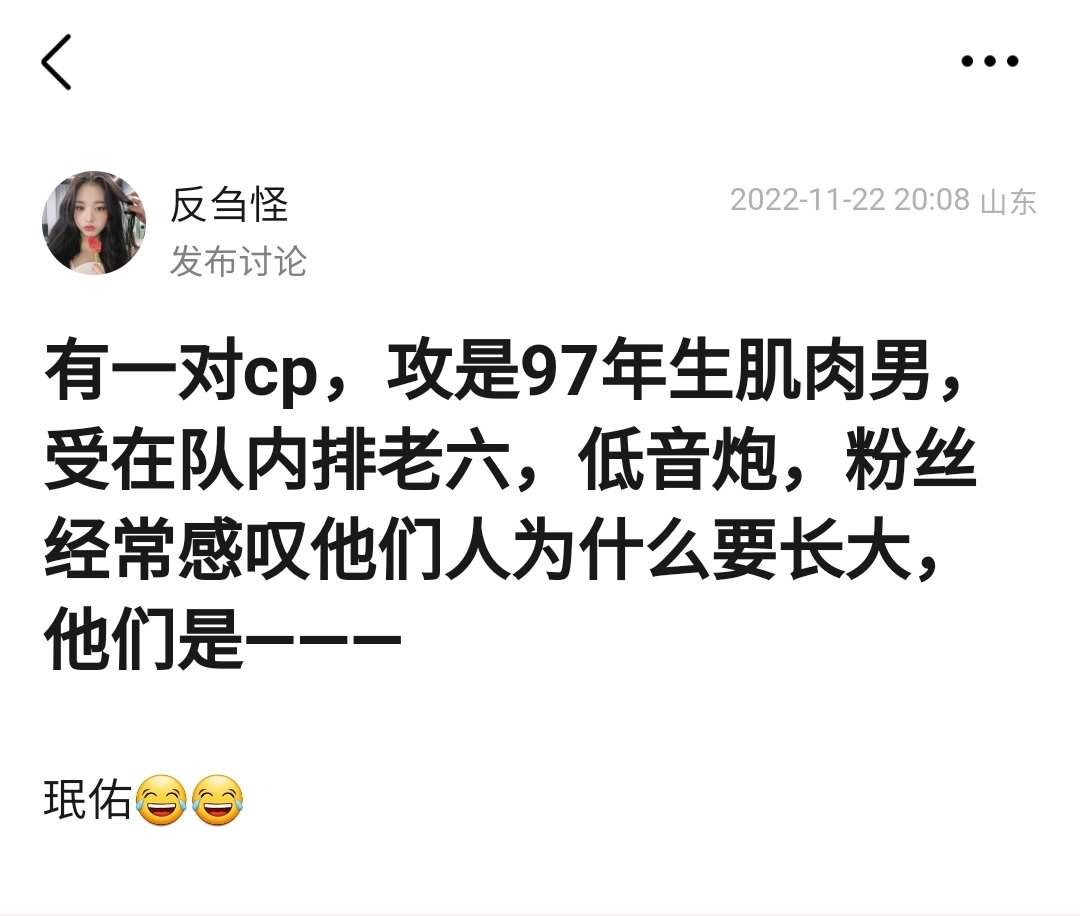 反刍怪
2022-11-22 20:08 山东
发布讨论
有一对cp，攻是97年生肌肉男，
受在队内排老六，低音炮，粉丝
经常感叹他们人为什么要长大，
他们是———
珉佑😂😂